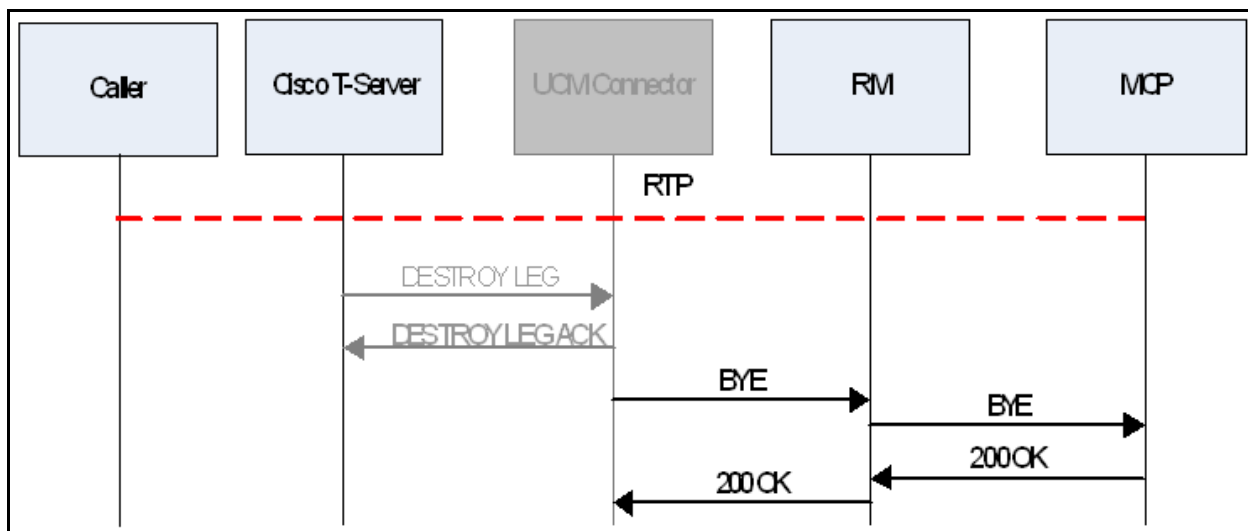 Caller
Cisco T-Server
UCM Connector
RM
MCP
RTP
DESTROY LEG
DESTROY LEG ACK
BYE
BYE
200 OK
200 OK